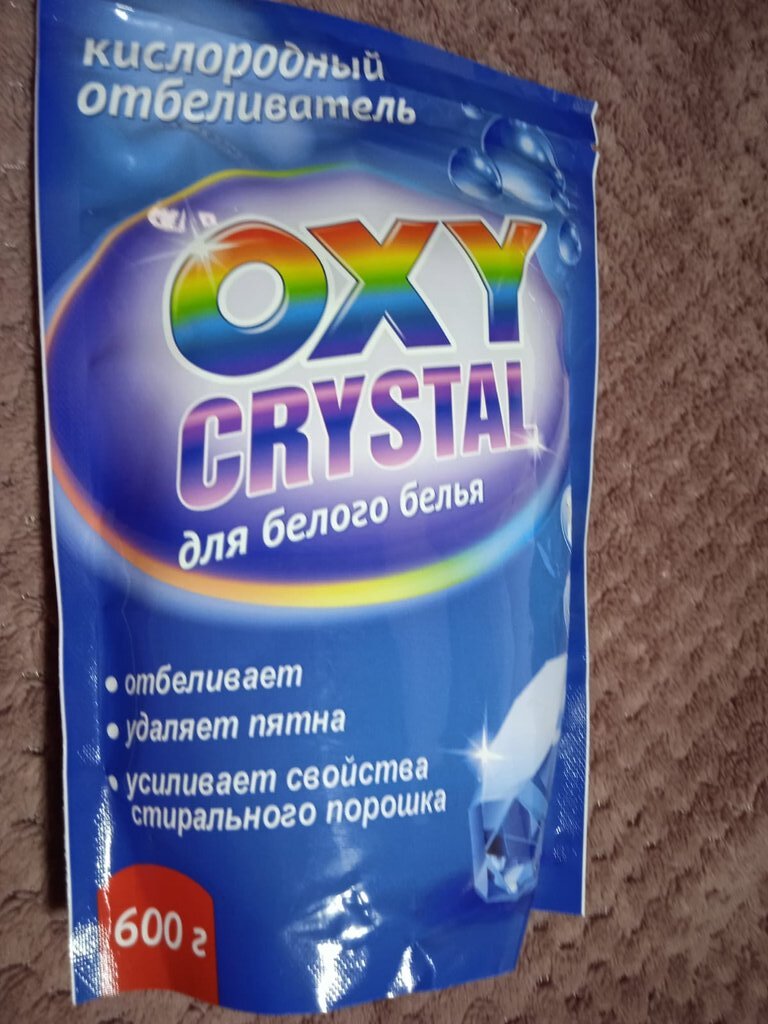 кислородный
отбеливатель
OXY
CRYSTAL
для белого белья
• отбеливает
• удаляет пятна
• усиливает свойства
стирального порошка
600 г